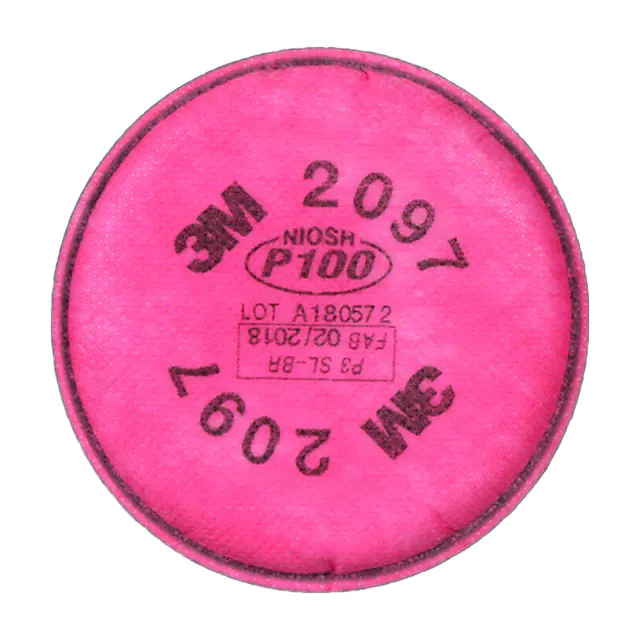 3M 2097
NIOSH
P100
LOT A180572
FAB 02/2018
P3 SL-BR
3M 2097